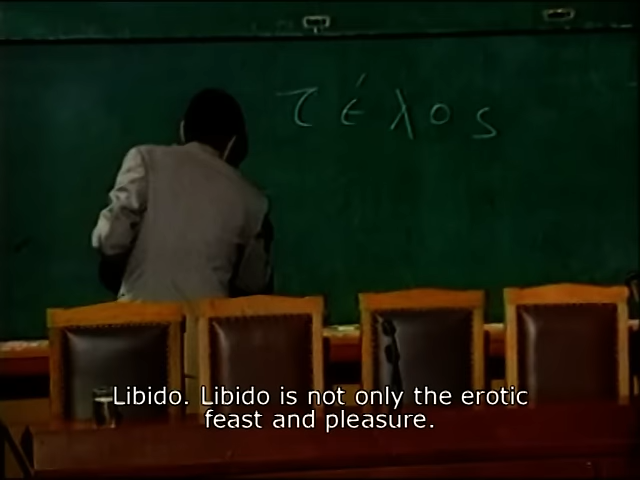 τέλος
Libido. Libido is not only the erotic
feast and pleasure.